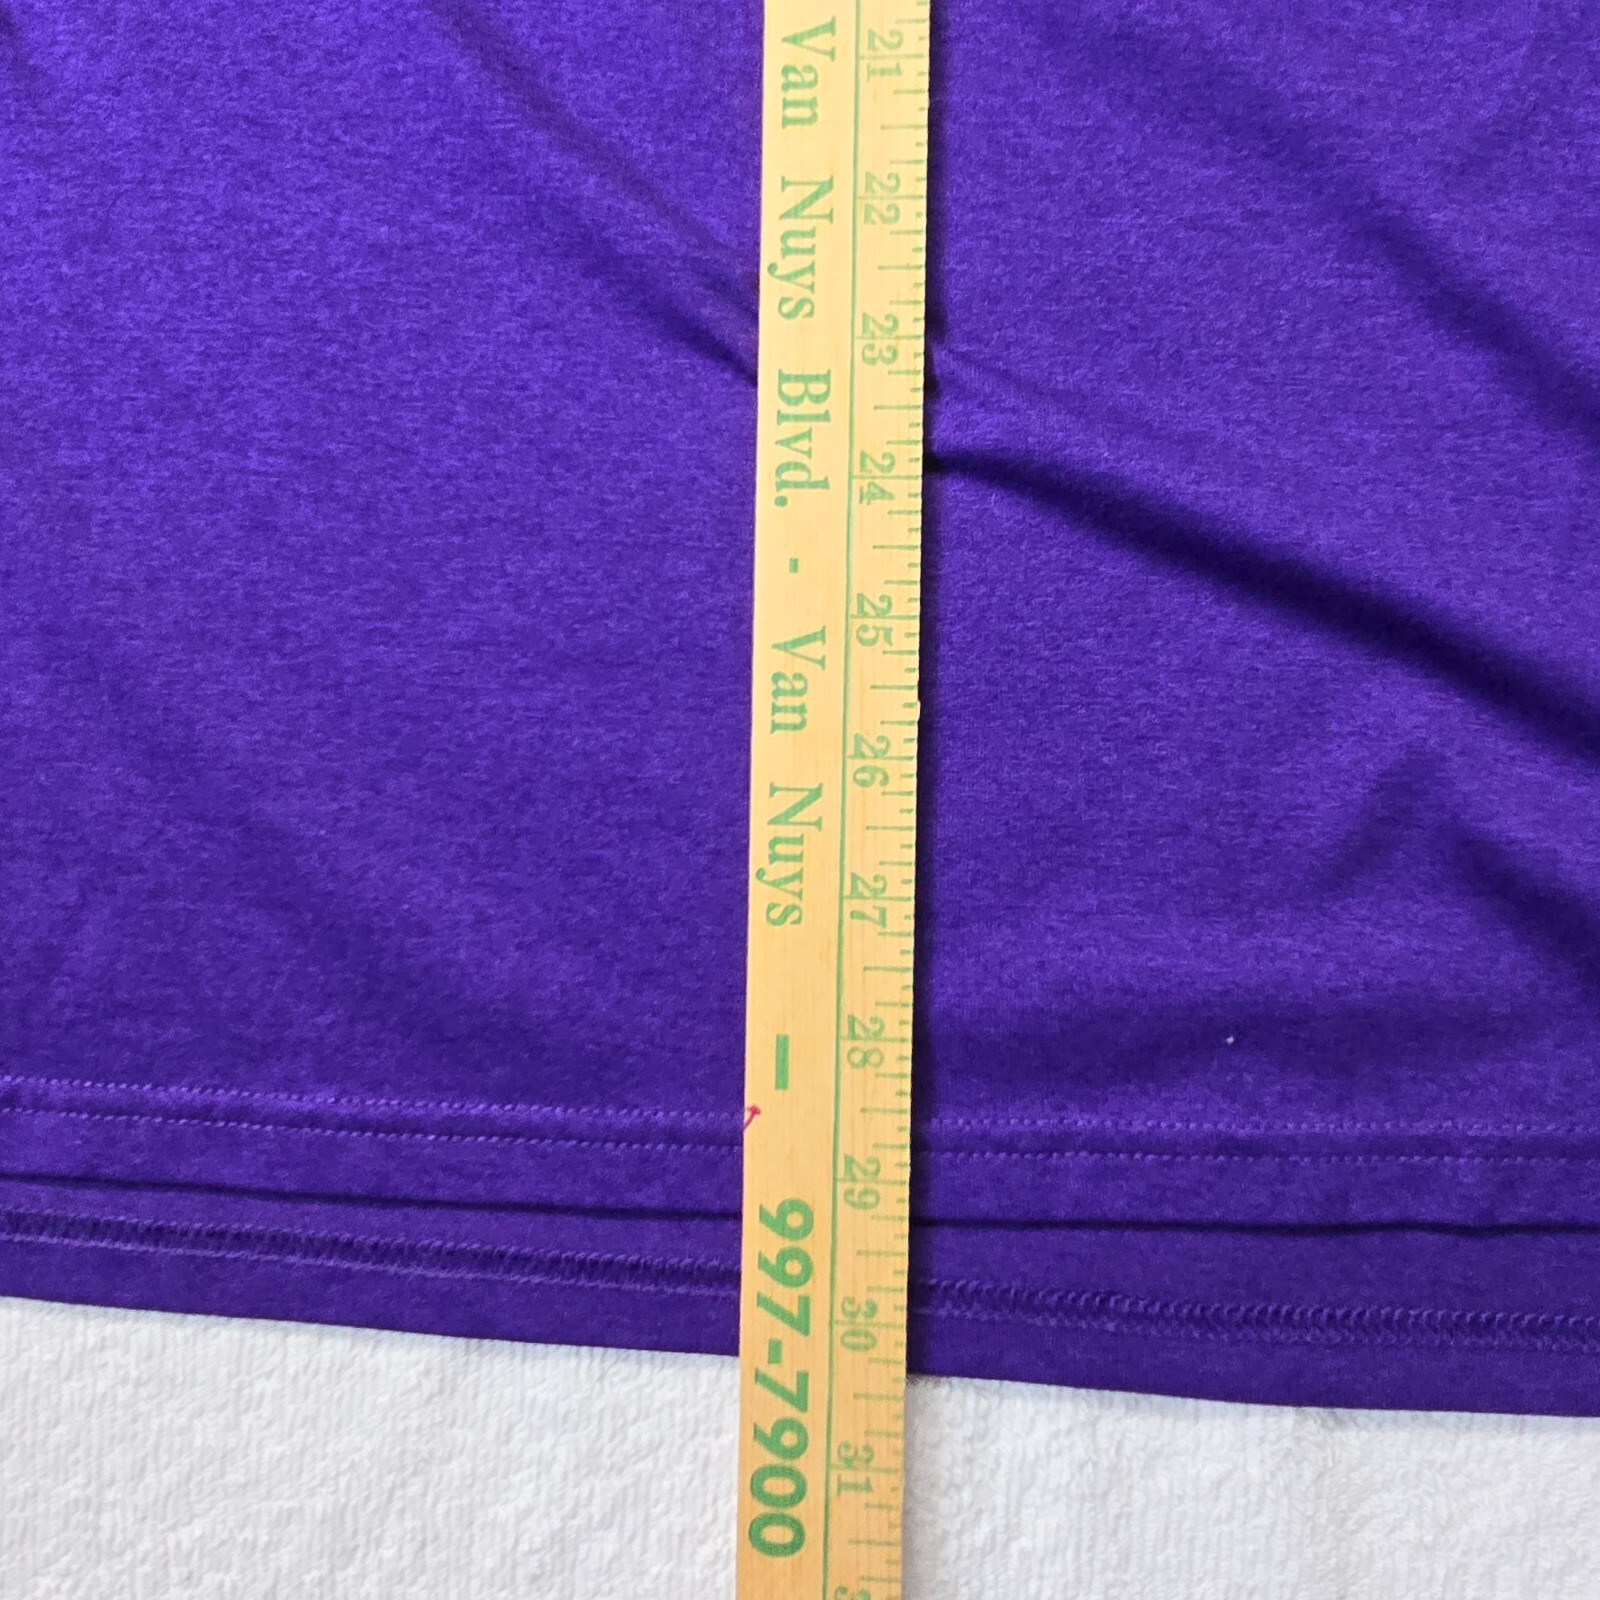 Van Nuys Blvd. - Van Nuys — 997-7900
21 22 23 24 25 26 27 28 29 30 31